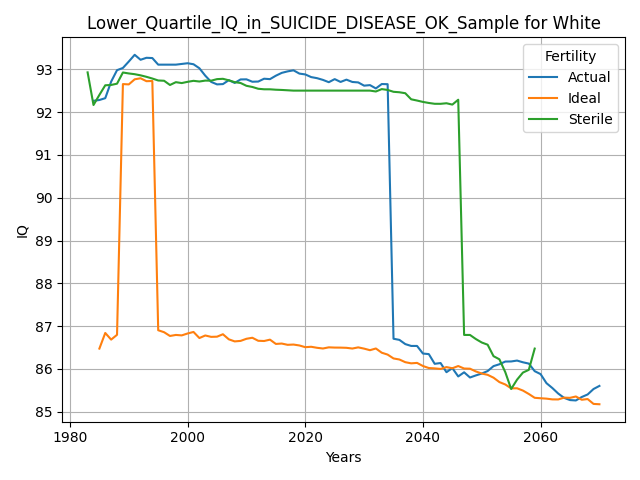 Lower_Quartile_IQ_in_SUICIDE_DISEASE_OK_Sample for White
Fertility
Actual
Ideal
Sterile
IQ
93
92
91
90
89
88
87
86
85
1980
2000
2020
2040
2060
Years